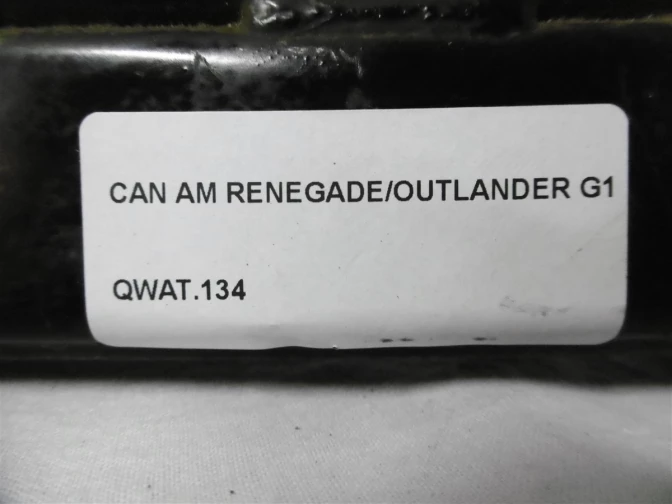 CAN AM RENEGADE/OUTLANDER G1
QWAT.134